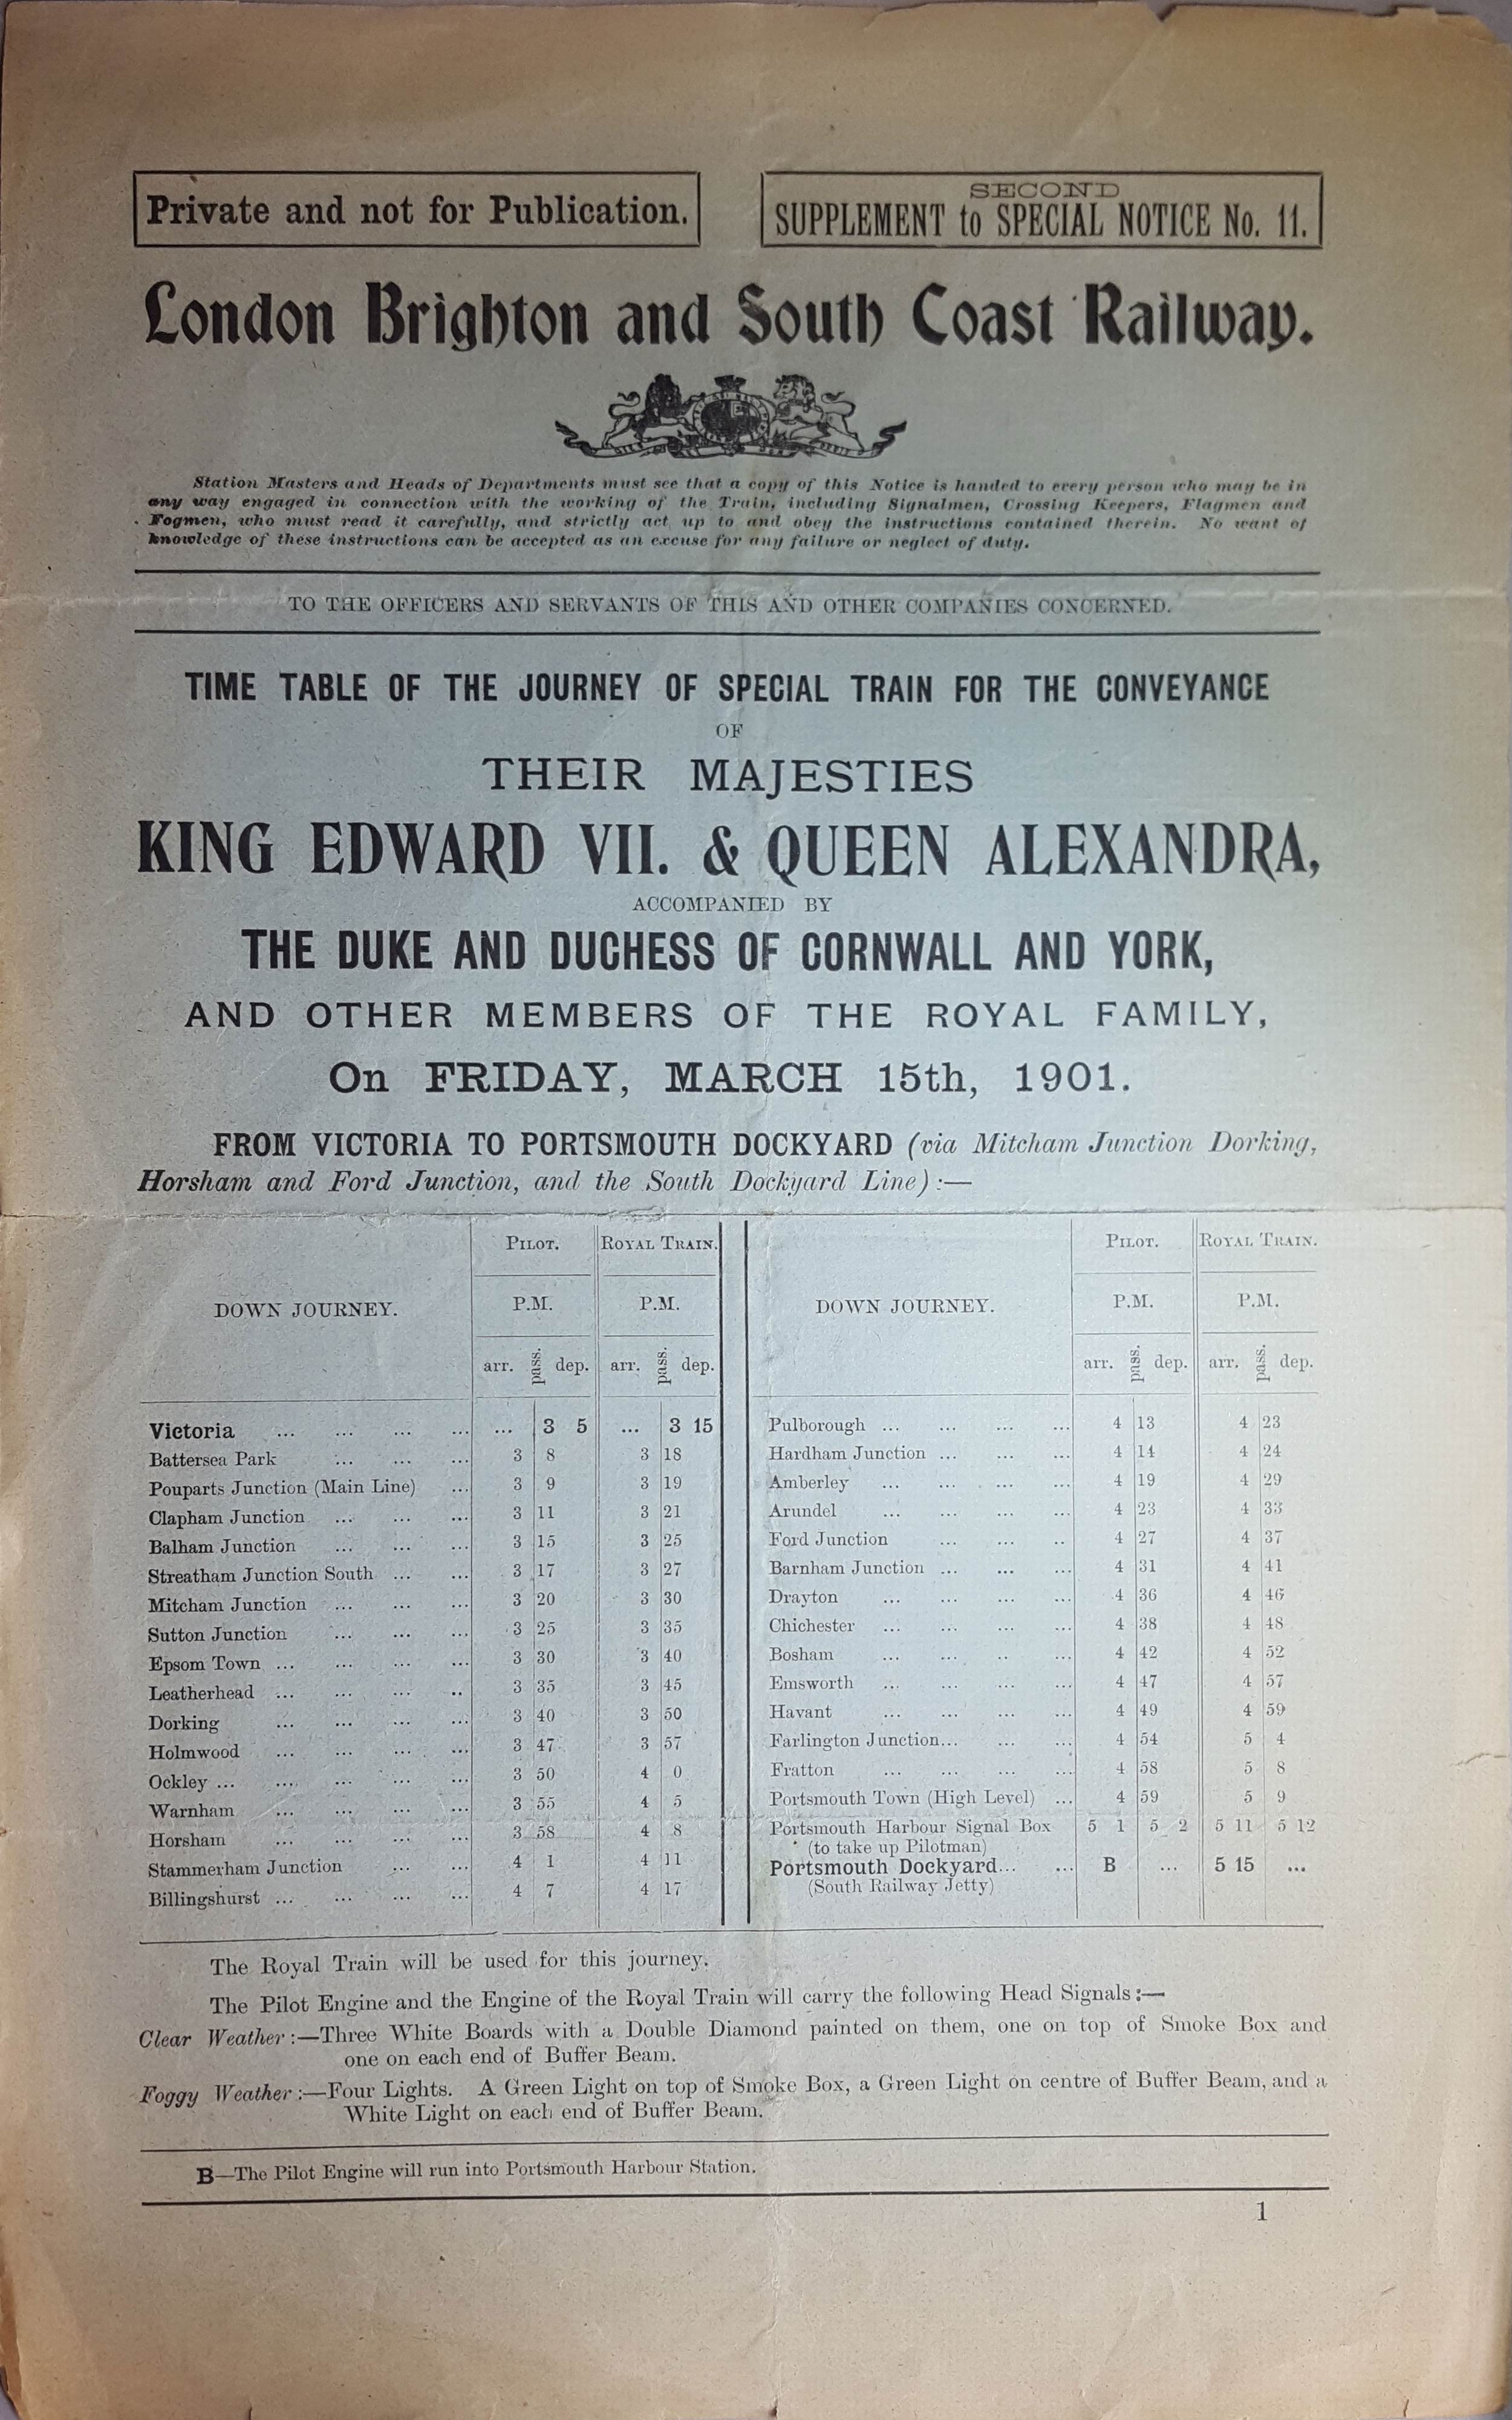 Private and not for Publication.
SECOND
SUPPLEMENT to SPECIAL NOTICE No. 11.
London Brighton and South Coast Railway.
Station Masters and Heads of Departments must see that a copy of this Notice is handed to every person who may be in
any way engaged in connection with the working of the Train, including Signalmen, Crossing Keepers, Flagmen and
Fogmen, who must read it carefully, and strictly act up to and obey the instructions contained therein. No want of
knowledge of these instructions can be accepted as an excuse for any failure or neglect of duty.
TO THE OFFICERS AND SERVANTS OF THIS AND OTHER COMPANIES CONCERNED.
TIME TABLE OF THE JOURNEY OF SPECIAL TRAIN FOR THE CONVEYANCE
OF
THEIR MAJESTIES
KING EDWARD VII. & QUEEN ALEXANDRA,
ACCOMPANIED BY
THE DUKE AND DUCHESS OF CORNWALL AND YORK,
AND OTHER MEMBERS OF THE ROYAL FAMILY,
On FRIDAY, MARCH 15th, 1901.
FROM VICTORIA TO PORTSMOUTH DOCKYARD (via Mitcham Junction Dorking,
Horsham and Ford Junction, and the South Dockyard Line) :—
DOWN JOURNEY. PILOT. ROYAL TRAIN.
P.M. P.M.
arr. pass. dep. arr. pass. dep.
Victoria ... ... ... ... ... 3 5 ... 3 15
Battersea Park ... ... ... 3 8 3 18
Pouparts Junction (Main Line) ... 3 9 3 19
Clapham Junction ... ... ... 3 11 3 21
Balham Junction ... ... ... 3 15 3 25
Streatham Junction South ... ... 3 17 3 27
Mitcham Junction ... ... ... 3 20 3 30
Sutton Junction ... ... ... 3 25 3 35
Epsom Town ... ... ... ... 3 30 3 40
Leatherhead ... ... ... .. 3 35 3 45
Dorking ... ... ... ... 3 40 3 50
Holmwood ... ... ... ... 3 47 3 57
Ockley ... ... ... ... ... 3 50 4 0
Warnham ... ... ... ... 3 55 4 5
Horsham ... ... ... ... 3 58 4 8
Stammerham Junction ... ... 4 1 4 11
Billingshurst ... ... ... ... 4 7 4 17
DOWN JOURNEY. PILOT. ROYAL TRAIN.
P.M. P.M.
arr. pass. dep. arr. pass. dep.
Pulborough ... ... ... ... 4 13 4 23
Hardham Junction ... ... ... 4 14 4 24
Amberley ... ... ... ... 4 19 4 29
Arundel ... ... ... ... 4 23 4 33
Ford Junction ... ... .. 4 27 4 37
Barnham Junction ... ... ... 4 31 4 41
Drayton ... ... ... ... 4 36 4 46
Chichester ... ... ... ... 4 38 4 48
Bosham ... ... .. ... 4 42 4 52
Emsworth ... ... ... ... 4 47 4 57
Havant ... ... ... ... 4 49 4 59
Farlington Junction... ... ... 4 54 5 4
Fratton ... ... ... ... 4 58 5 8
Portsmouth Town (High Level) ... 4 59 5 9
Portsmouth Harbour Signal Box 5 1 5 2 5 11 5 12
(to take up Pilotman)
Portsmouth Dockyard... ... B ... 5 15 ...
(South Railway Jetty)
The Royal Train will be used for this journey.
The Pilot Engine and the Engine of the Royal Train will carry the following Head Signals :—
Clear Weather :—Three White Boards with a Double Diamond painted on them, one on top of Smoke Box and
one on each end of Buffer Beam.
Foggy Weather :—Four Lights. A Green Light on top of Smoke Box, a Green Light on centre of Buffer Beam, and a
White Light on each end of Buffer Beam.
B—The Pilot Engine will run into Portsmouth Harbour Station.
1